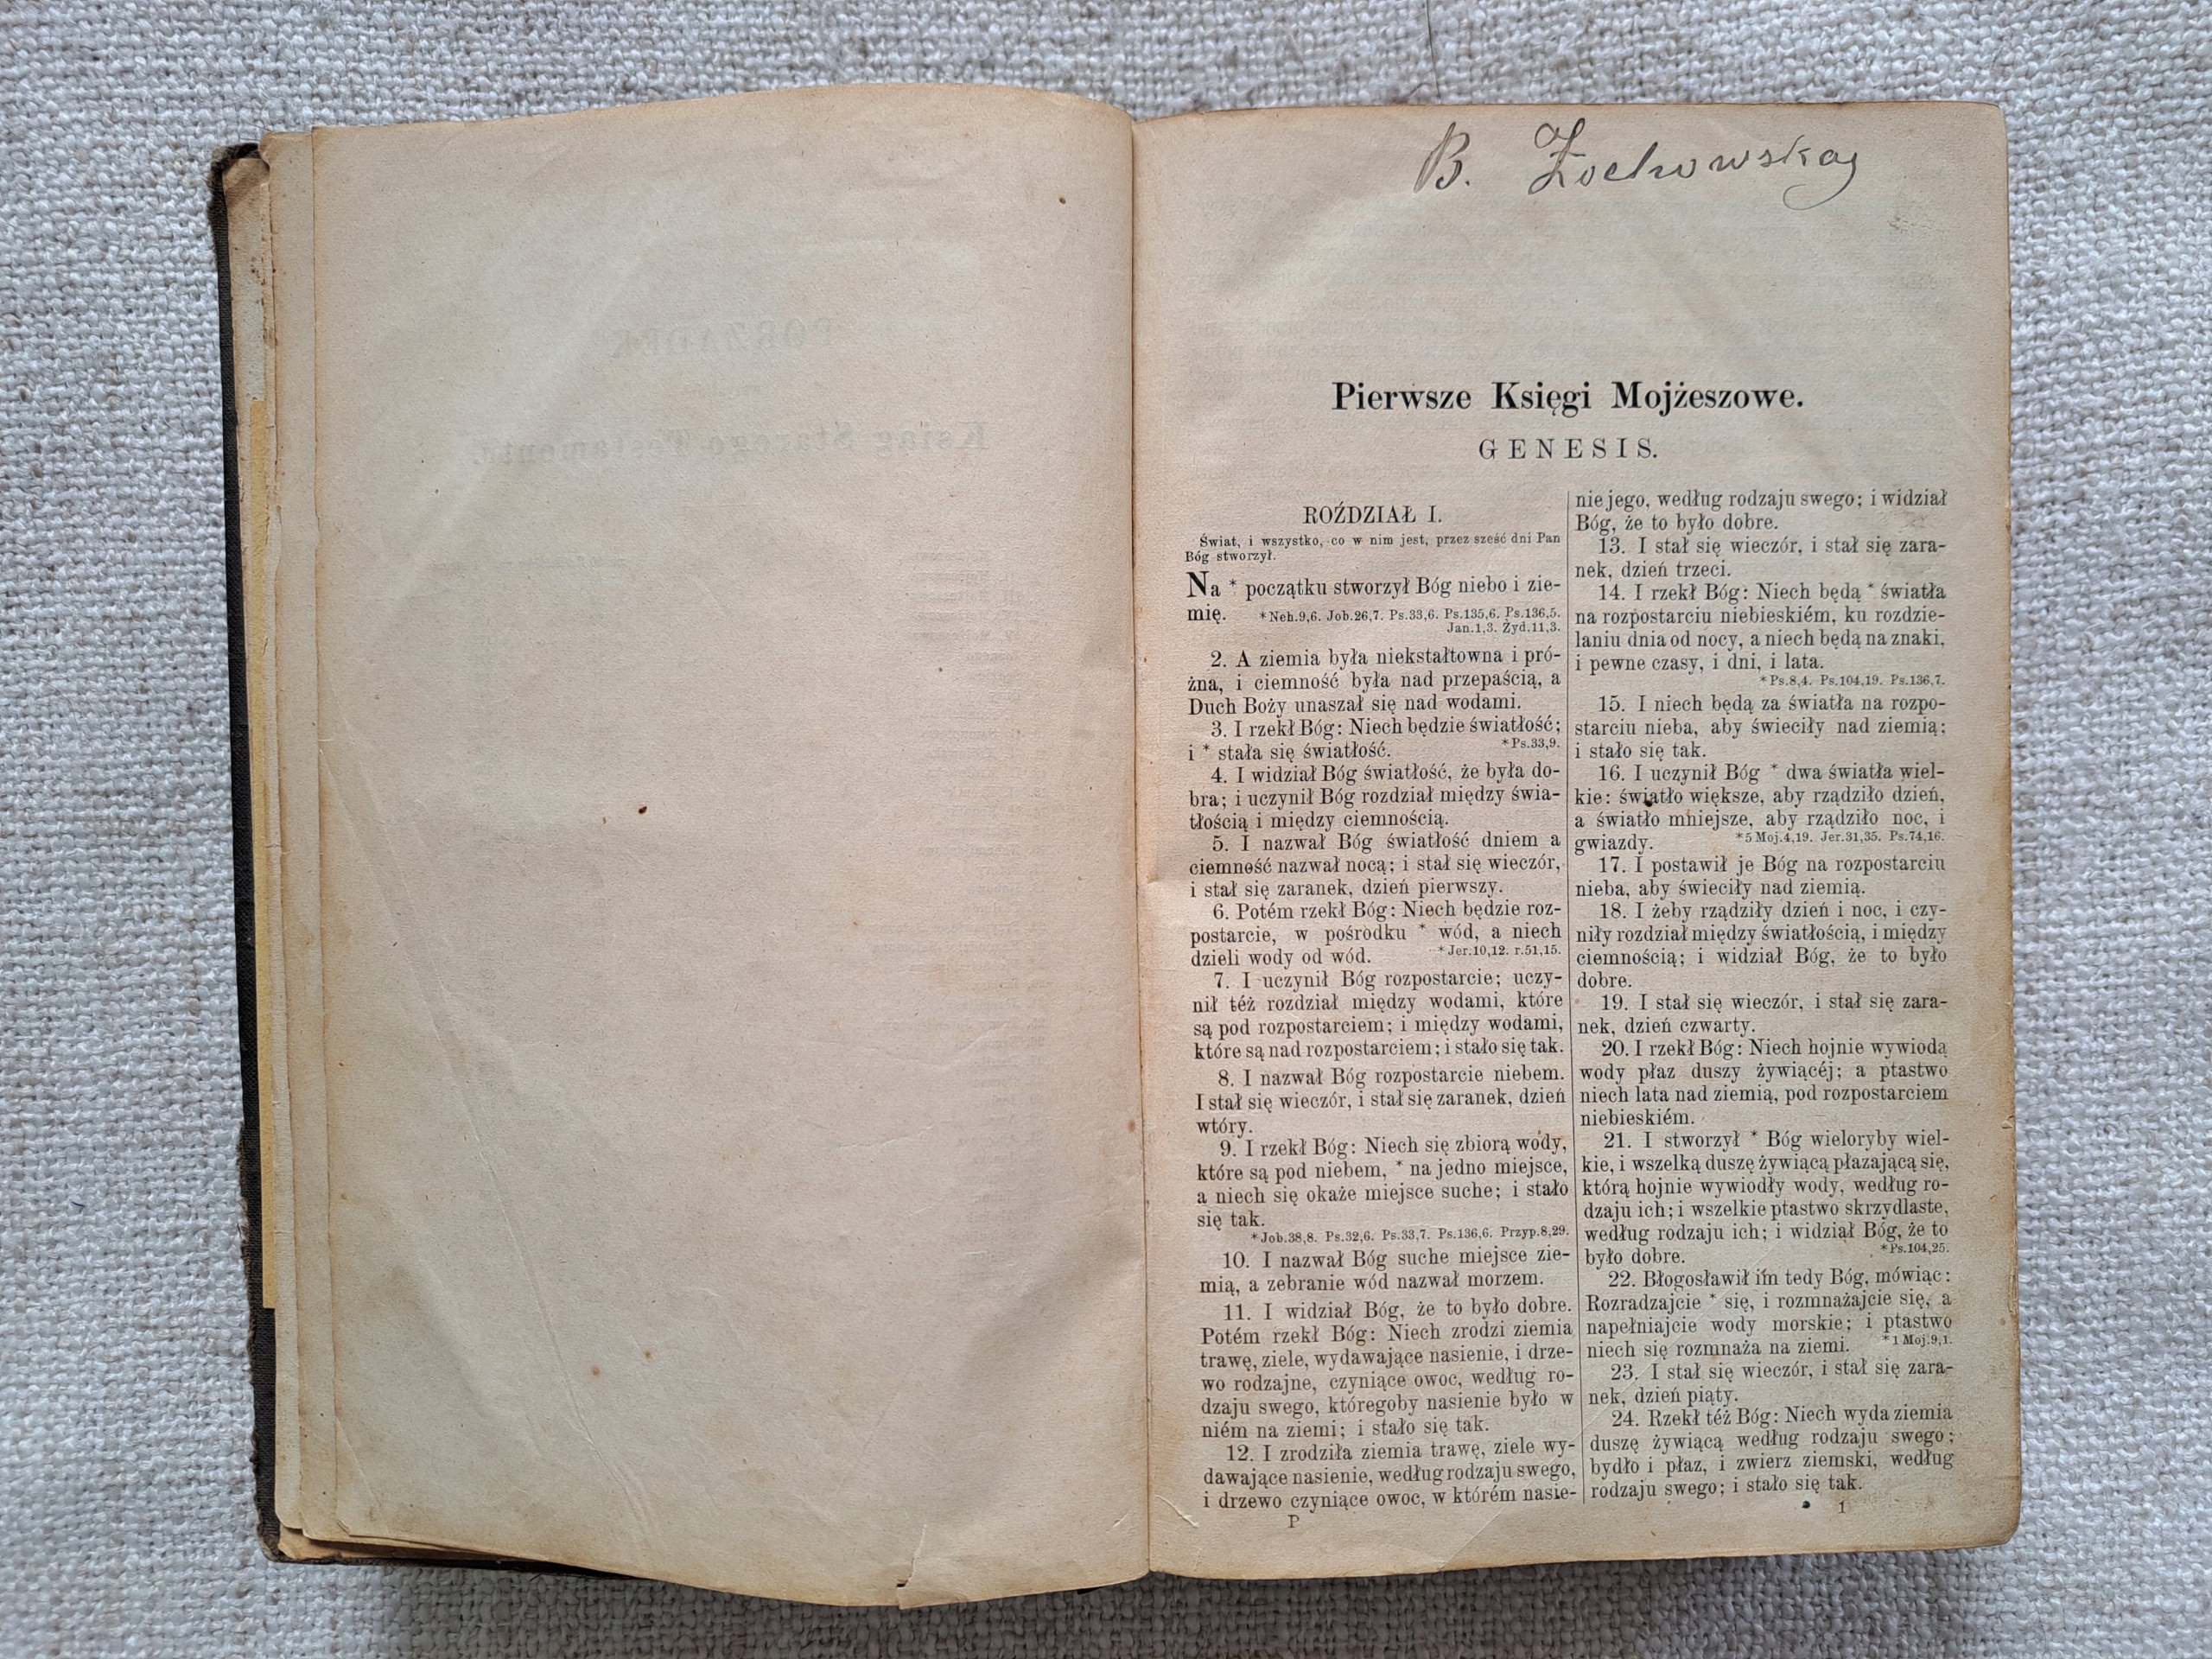 B. Żochowska
Pierwsze Księgi Mojżeszowe.
GENESIS.
ROŹDZIAŁ I.
Świat, i wszystko, co w nim jest, przez sześć dni Pan
Bóg stworzył.
Na * początku stworzył Bóg niebo i zie-
mię. *Neh.9,6. Job.26,7. Ps.33,6. Ps.135,6. Ps.136,5.
Jan.1,3. Żyd.11,3.
2. A ziemia była niekształtowna i pró-
żna, i ciemność była nad przepaścią, a
Duch Boży unaszał się nad wodami.
3. I rzekł Bóg: Niech będzie światłość;
i * stała się światłość. *Ps.33,9.
4. I widział Bóg światłość, że była do-
bra; i uczynił Bóg rozdział między świa-
tłością i między ciemnością.
5. I nazwał Bóg światłość dniem a
ciemność nazwał nocą; i stał się wieczór,
i stał się zaranek, dzień pierwszy.
6. Potém rzekł Bóg: Niech będzie roz-
postarcie, w pośrodku * wód, a niech
dzieli wody od wód. *Jer.10,12. r.51,15.
7. I uczynił Bóg rozpostarcie; uczy-
nił téż rozdział między wodami, które
są pod rozpostarciem; i między wodami,
które są nad rozpostarciem; i stało się tak.
8. I nazwał Bóg rozpostarcie niebem.
I stał się wieczór, i stał się zaranek, dzień
wtóry.
9. I rzekł Bóg: Niech się zbiorą wody,
które są pod niebem, * na jedno miejsce,
a niech się okaże miejsce suche; i stało
się tak.
*Job.38,8. Ps.32,6. Ps.33,7. Ps.136,6. Przyp.8,29.
10. I nazwał Bóg suche miejsce zie-
mią, a zebranie wód nazwał morzem.
11. I widział Bóg, że to było dobre.
Potém rzekł Bóg: Niech zrodzi ziemia
trawę, ziele, wydawające nasienie, i drze-
wo rodzajne, czyniące owoc, według ro-
dzaju swego, któregoby nasienie było w
niém na ziemi; i stało się tak.
12. I zrodziła ziemia trawę, ziele wy-
dawające nasienie, według rodzaju swego,
i drzewo czyniące owoc, w którém nasie-
P
nie jego, według rodzaju swego; i widział
Bóg, że to było dobre.
13. I stał się wieczór, i stał się zara-
nek, dzień trzeci.
14. I rzekł Bóg: Niech będą * światła
na rozpostarciu niebieskiém, ku rozdzie-
laniu dnia od nocy, a niech będą na znaki,
i pewne czasy, i dni, i lata.
*Ps.8,4. Ps.104,19. Ps.136,7.
15. I niech będą za światła na rozpo-
starciu nieba, aby świeciły nad ziemią;
i stało się tak.
16. I uczynił Bóg * dwa światła wiel-
kie: światło większe, aby rządziło dzień,
a światło mniejsze, aby rządziło noc, i
gwiazdy. *5 Moj.4,19. Jer.31,35. Ps.74,16.
17. I postawił je Bóg na rozpostarciu
nieba, aby świeciły nad ziemią.
18. I żeby rządziły dzień i noc, i czy-
niły rozdział między światłością, i między
ciemnością; i widział Bóg, że to było
dobre.
19. I stał się wieczór, i stał się zara-
nek, dzień czwarty.
20. I rzekł Bóg: Niech hojnie wywiodą
wody płaz duszy żywiącéj; a ptastwo
niech lata nad ziemią, pod rozpostarciem
niebieskiém.
21. I stworzył * Bóg wieloryby wiel-
kie, i wszelką duszę żywiącą płazającą się,
którą hojnie wywiodły wody, według ro-
dzaju ich; i wszelkie ptastwo skrzydlaste,
według rodzaju ich; i widział Bóg, że to
było dobre. *Ps.104,25.
22. Błogosławił im tedy Bóg, mówiąc:
Rozradzajcie * się, i rozmnażajcie się, a
napełniajcie wody morskie; i ptastwo
niech się rozmnaża na ziemi. *1 Moj.9,1.
23. I stał się wieczór, i stał się zara-
nek, dzień piąty.
24. Rzekł téż Bóg: Niech wyda ziemia
duszę żywiącą według rodzaju swego;
bydło i płaz, i zwierz ziemski, według
rodzaju swego; i stało się tak.
1